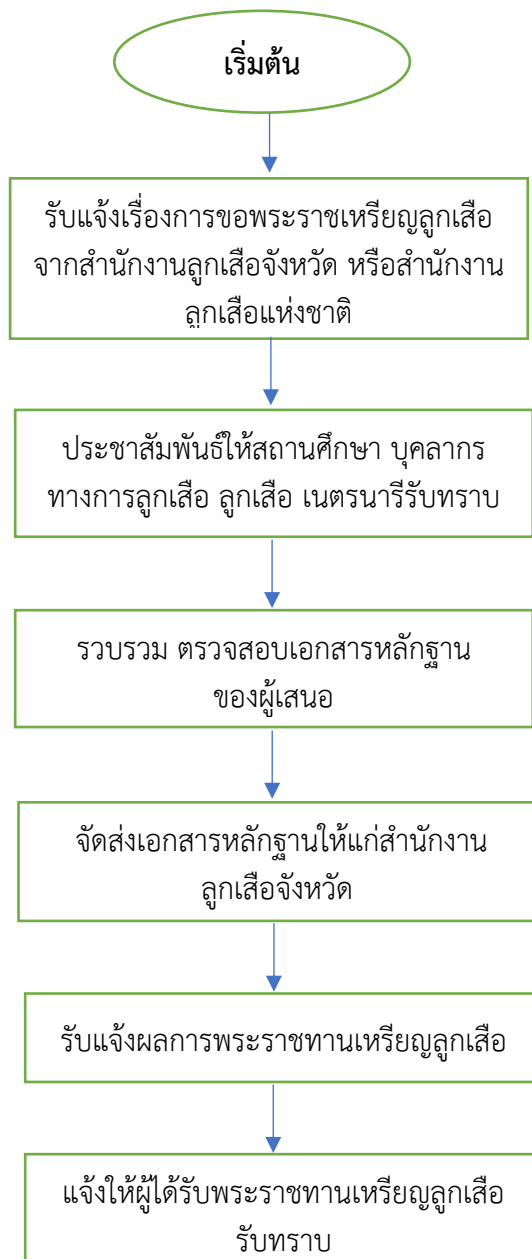 เริ่มต้น
รับแจ้งเรื่องการขอพระราชเหรียญลูกเสือ
จากสำนักงานลูกเสือจังหวัด หรือสำนักงาน
ลูกเสือแห่งชาติ
ประชาสัมพันธ์ให้สถานศึกษา บุคลากร
ทางการลูกเสือ ลูกเสือ เนตรนารีรับทราบ
รวบรวม ตรวจสอบเอกสารหลักฐาน
ของผู้เสนอ
จัดส่งเอกสารหลักฐานให้แก่สำนักงาน
ลูกเสือจังหวัด
รับแจ้งผลการพระราชทานเหรียญลูกเสือ
แจ้งให้ผู้ได้รับพระราชทานเหรียญลูกเสือ
รับทราบ